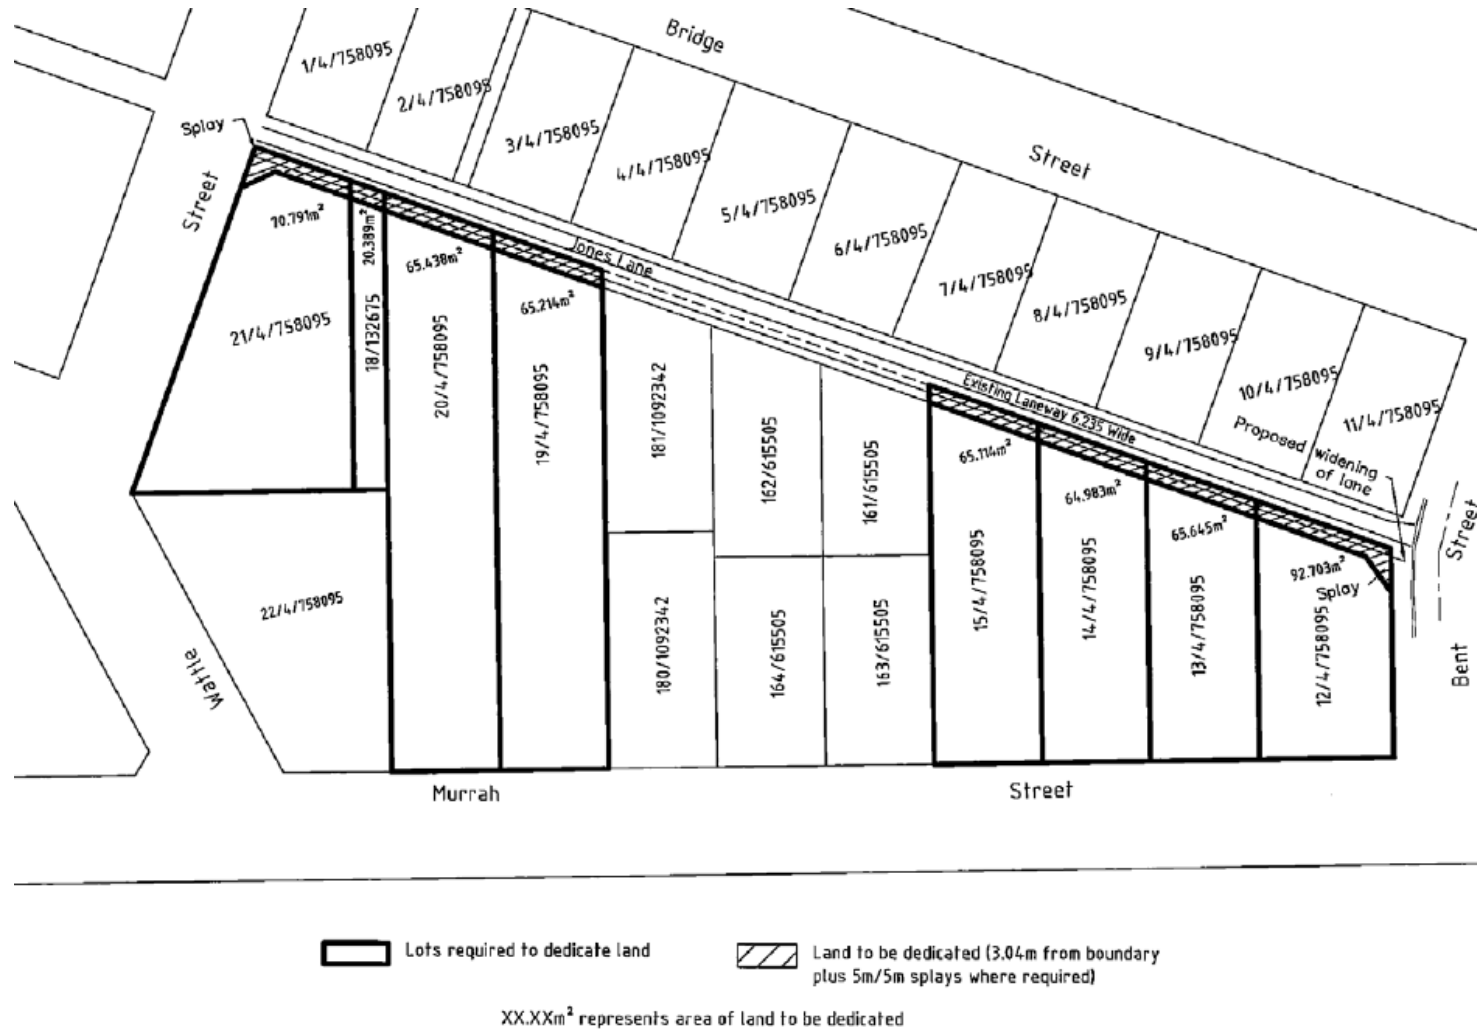 Bridge
Street
1/4/758095
2/4/758095
3/4/758095
4/4/758095
5/4/758095
6/4/758095
7/4/758095
8/4/758095
9/4/758095
10/4/758095
11/4/758095
Splay
Street
Jones Lane
Existing Laneway 6.235 Wide
Proposed widening
of lane
70.791m²
20.389m²
65.438m²
65.214m²
65.114m²
64.983m²
65.645m²
92.703m²
Splay
21/4/758095
18/132675
20/4/758095
19/4/758095
181/1092342
162/615505
161/615505
15/4/758095
14/4/758095
13/4/758095
12/4/758095
22/4/758095
180/1092342
164/615505
163/615505
Wattle
Street
Bent
Murrah
Street
Lots required to dedicate land
Land to be dedicated (3.04m from boundary
plus 5m/5m splays where required)
XX.XXm² represents area of land to be dedicated